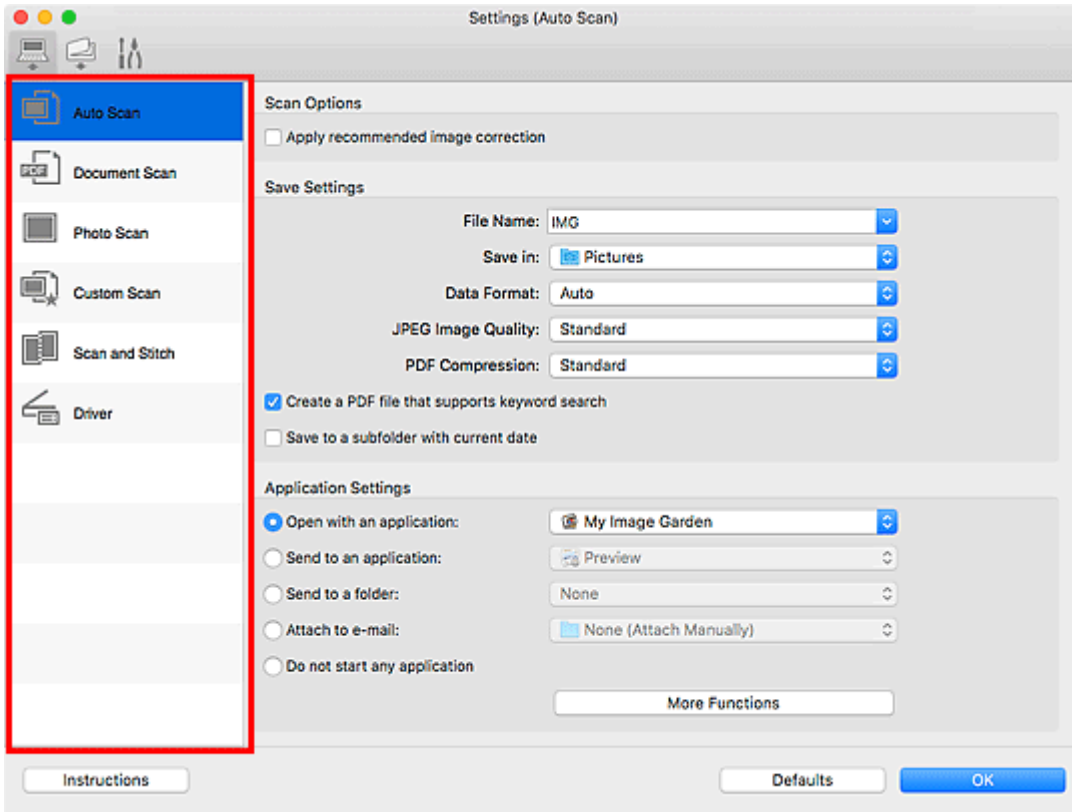 Settings (Auto Scan)
Auto Scan
PDF
Document Scan
Photo Scan
Custom Scan
Scan and Stitch
Driver
Scan Options
Apply recommended image correction
Save Settings
File Name: IMG
Save in: Pictures
Data Format: Auto
JPEG Image Quality: Standard
PDF Compression: Standard
Create a PDF file that supports keyword search
Save to a subfolder with current date
Application Settings
Open with an application: My Image Garden
Send to an application: Preview
Send to a folder: None
Attach to e-mail: None (Attach Manually)
Do not start any application
More Functions
Instructions Defaults OK